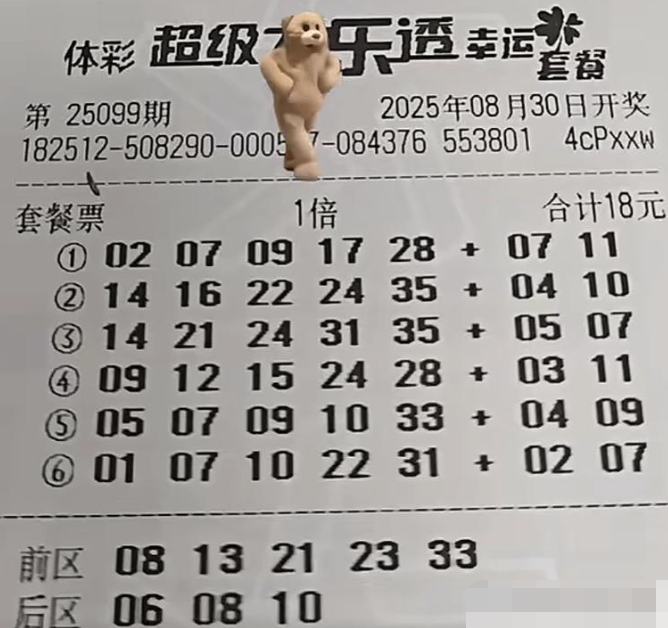 体彩 超级 乐透 幸运套餐
第 25099期 2025年08月30日开奖
182512-508290-0005 7-084376 553801 4cPxxw
套餐票 1倍 合计18元
① 02 07 09 17 28 + 07 11
② 14 16 22 24 35 + 04 10
③ 14 21 24 31 35 + 05 07
④ 09 12 15 24 28 + 03 11
⑤ 05 07 09 10 33 + 04 09
⑥ 01 07 10 22 31 + 02 07
前区 08 13 21 23 33
后区 06 08 10